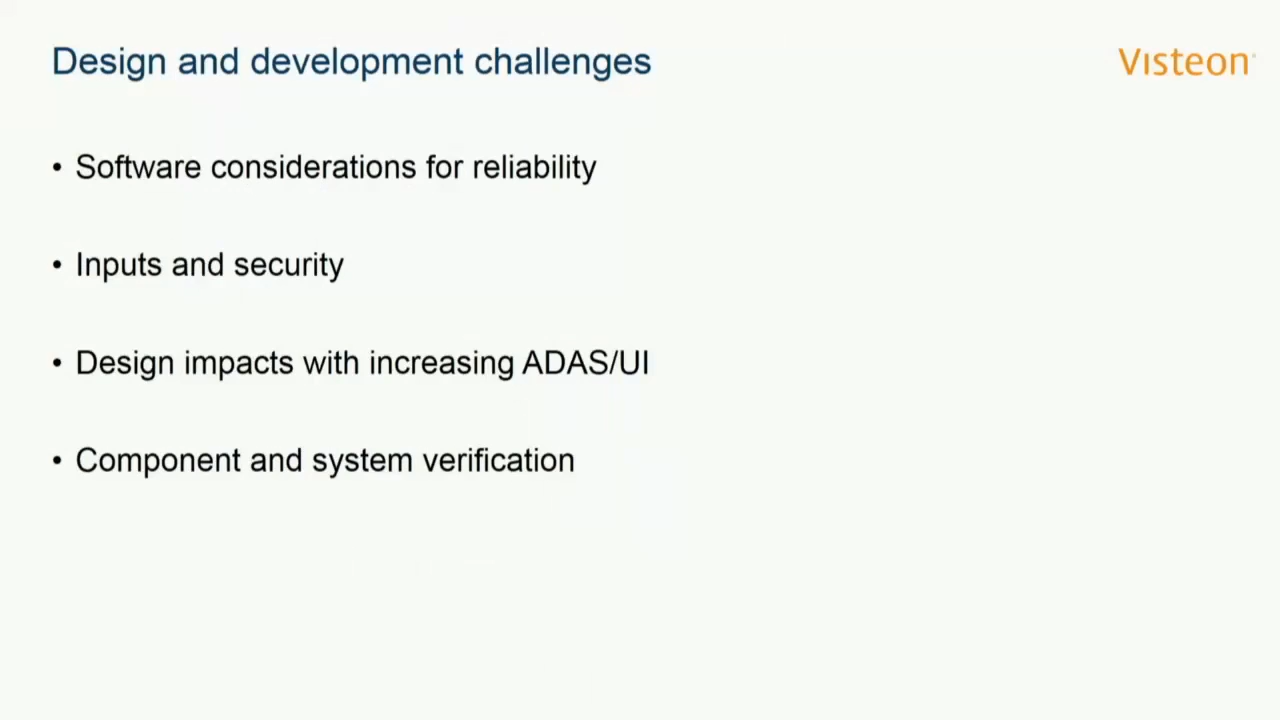 Design and development challenges
Visteon
• Software considerations for reliability
• Inputs and security
• Design impacts with increasing ADAS/UI
• Component and system verification